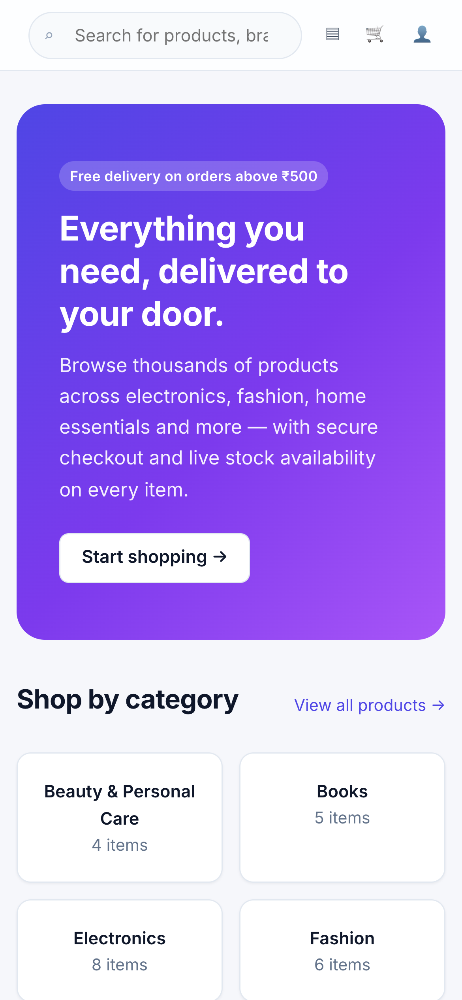 Search for products, bra
Free delivery on orders above ₹500
Everything you
need, delivered to
your door.
Browse thousands of products
across electronics, fashion, home
essentials and more — with secure
checkout and live stock availability
on every item.
Start shopping →
Shop by category
View all products →
Beauty & Personal
Care
4 items
Books
5 items
Electronics
8 items
Fashion
6 items